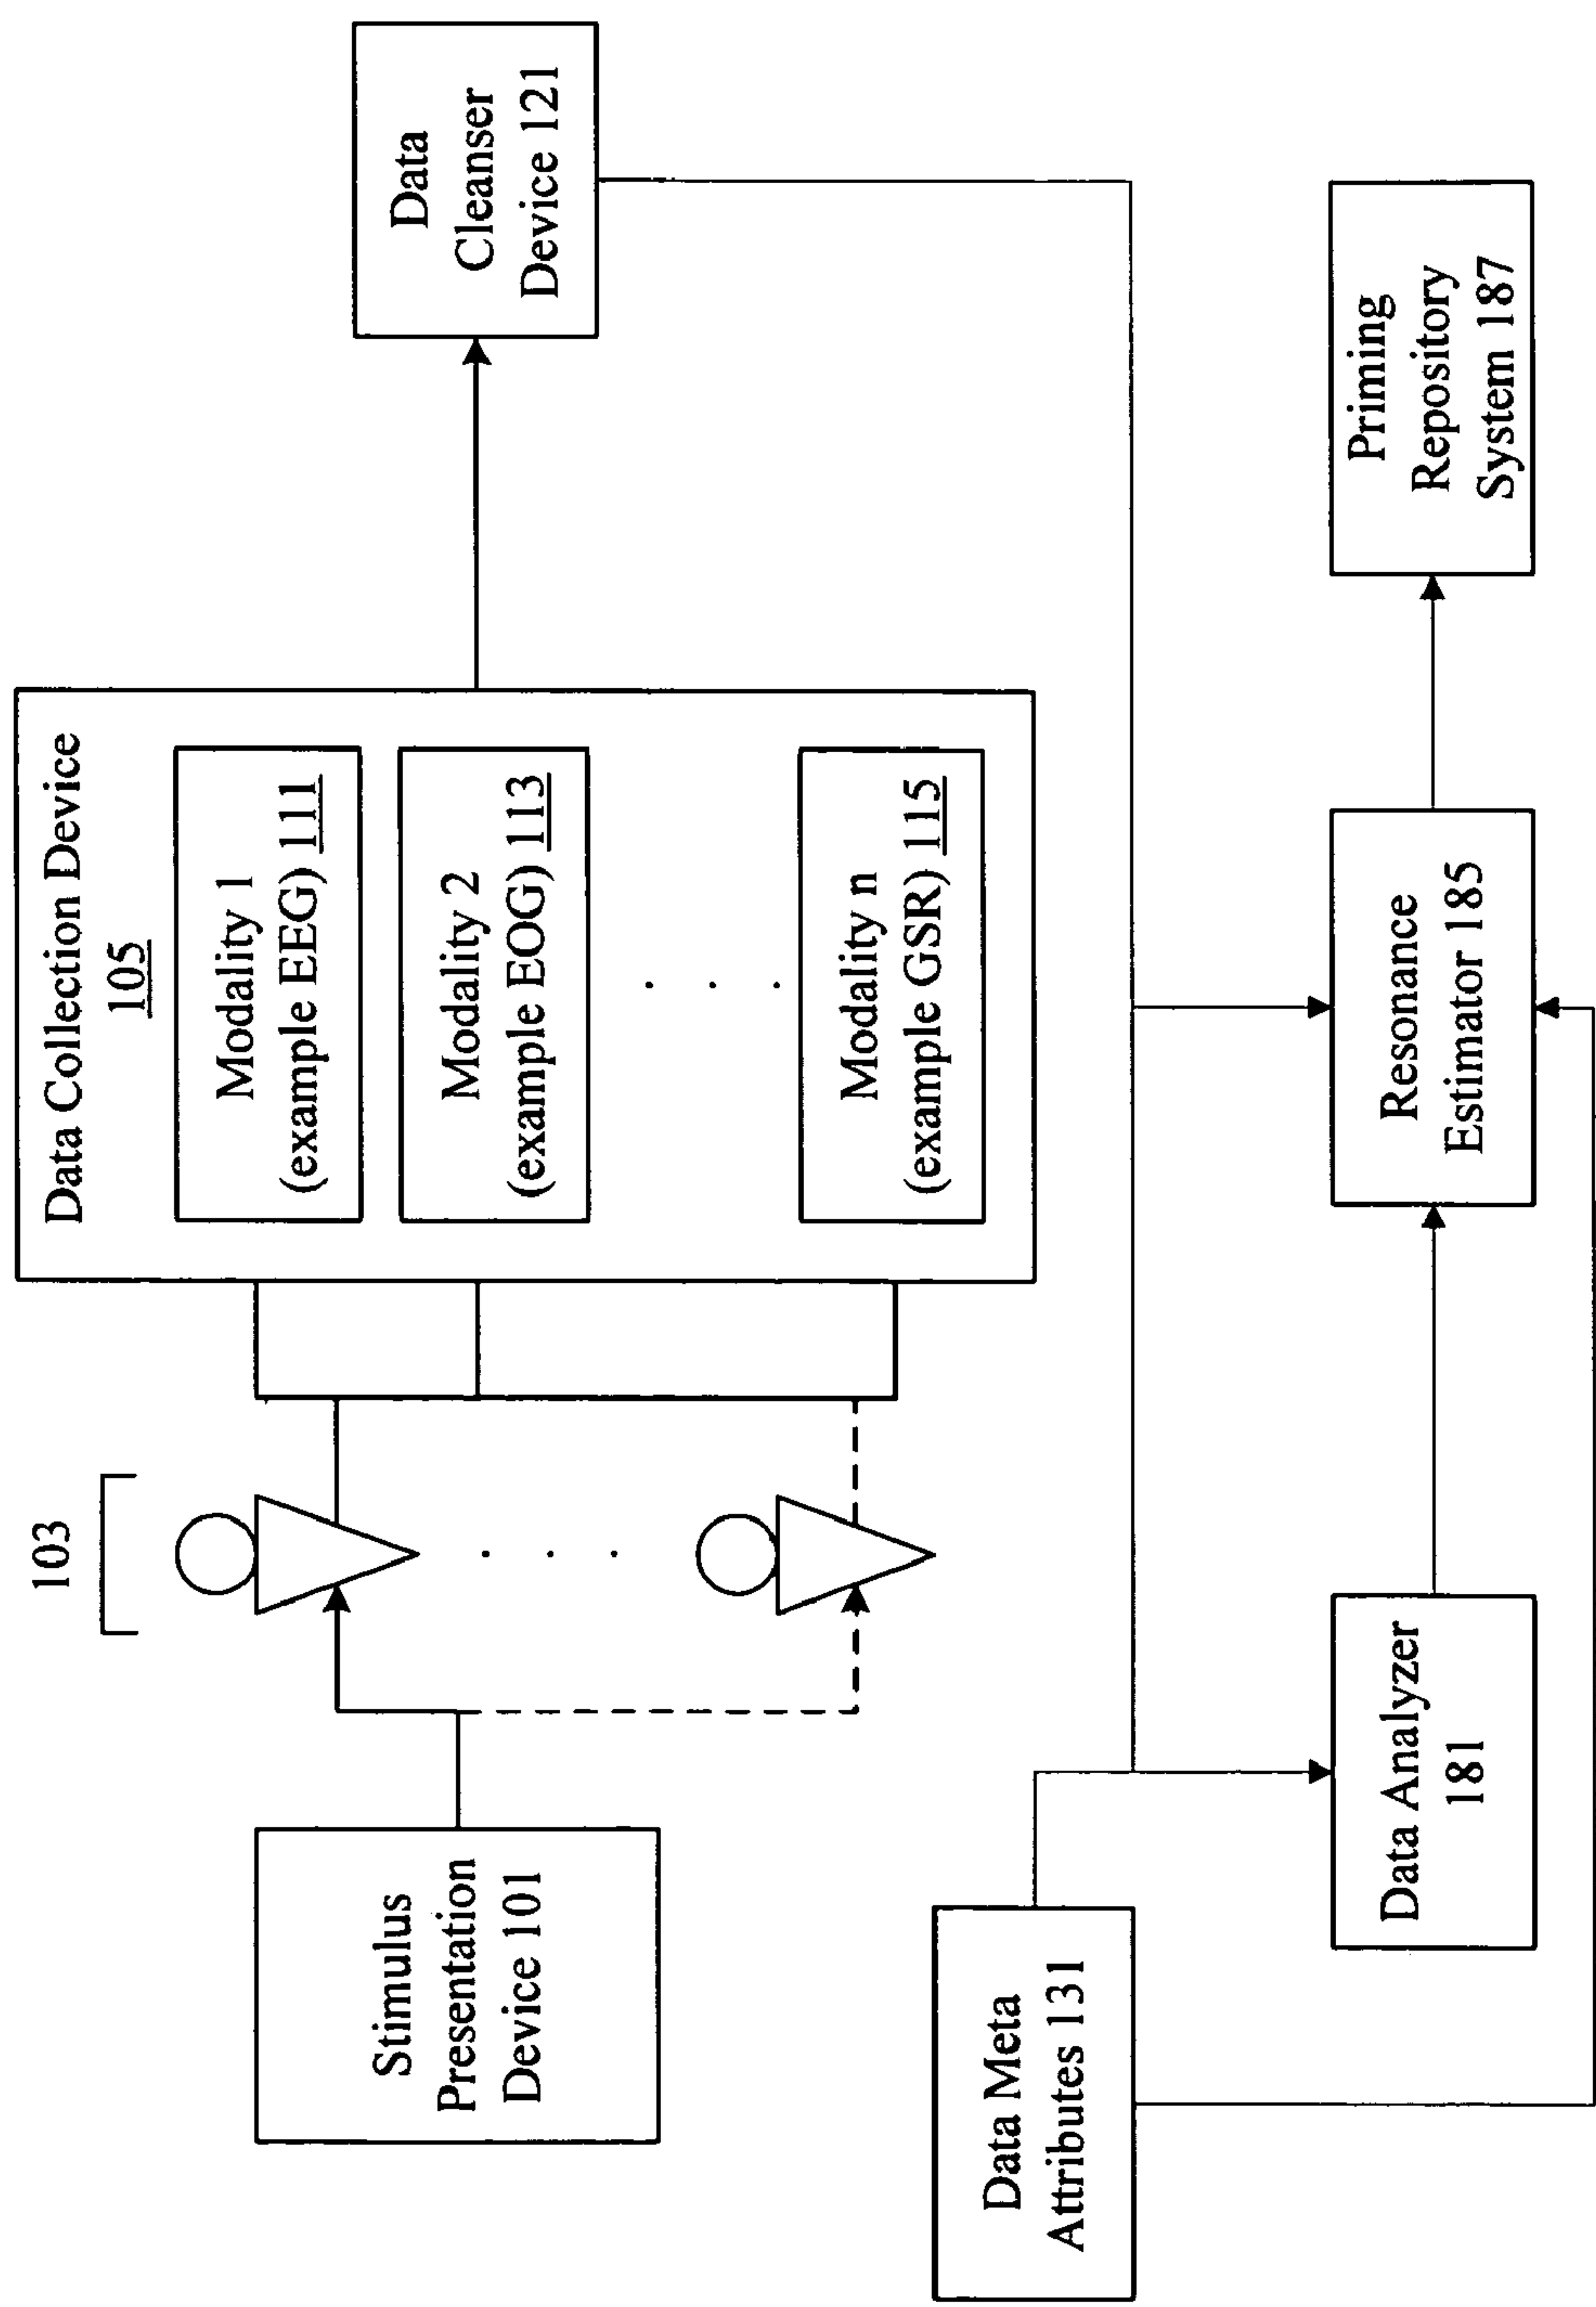 103
Stimulus
Presentation
Device 101
Data Collection Device
105
Modality 1
(example EEG) 111
Modality 2
(example EOG) 113
Modality n
(example GSR) 115
Data
Cleanser
Device 121
Data Meta
Attributes 131
Data Analyzer
181
Resonance
Estimator 185
Priming
Repository
System 187